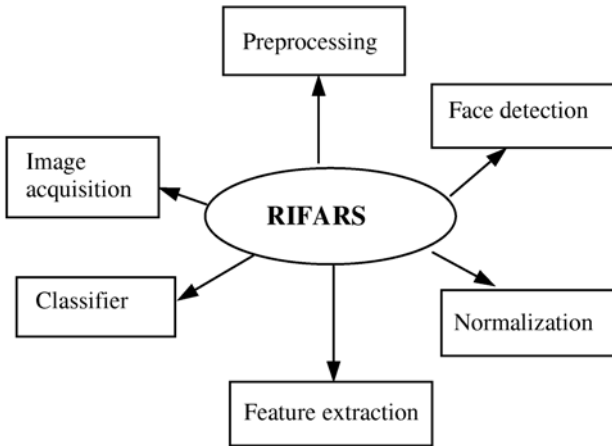 Preprocessing
Face detection
Image
acquisition
RIFARS
Classifier
Normalization
Feature extraction